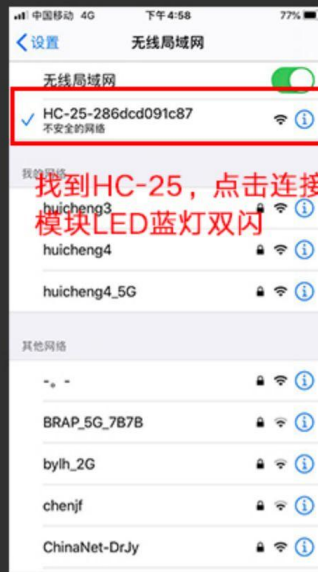 中国移动 4G 下午4:58 77%
设置 无线局域网
无线局域网
HC-25-286dcd091c87
不安全的网络
我的网络
找到HC-25，点击连接
模块LED蓝灯双闪
huicheng3
huicheng4
huicheng4_5G
其他网络
-。-
BRAP_5G_7B7B
bylh_2G
chenjf
ChinaNet-DrJy